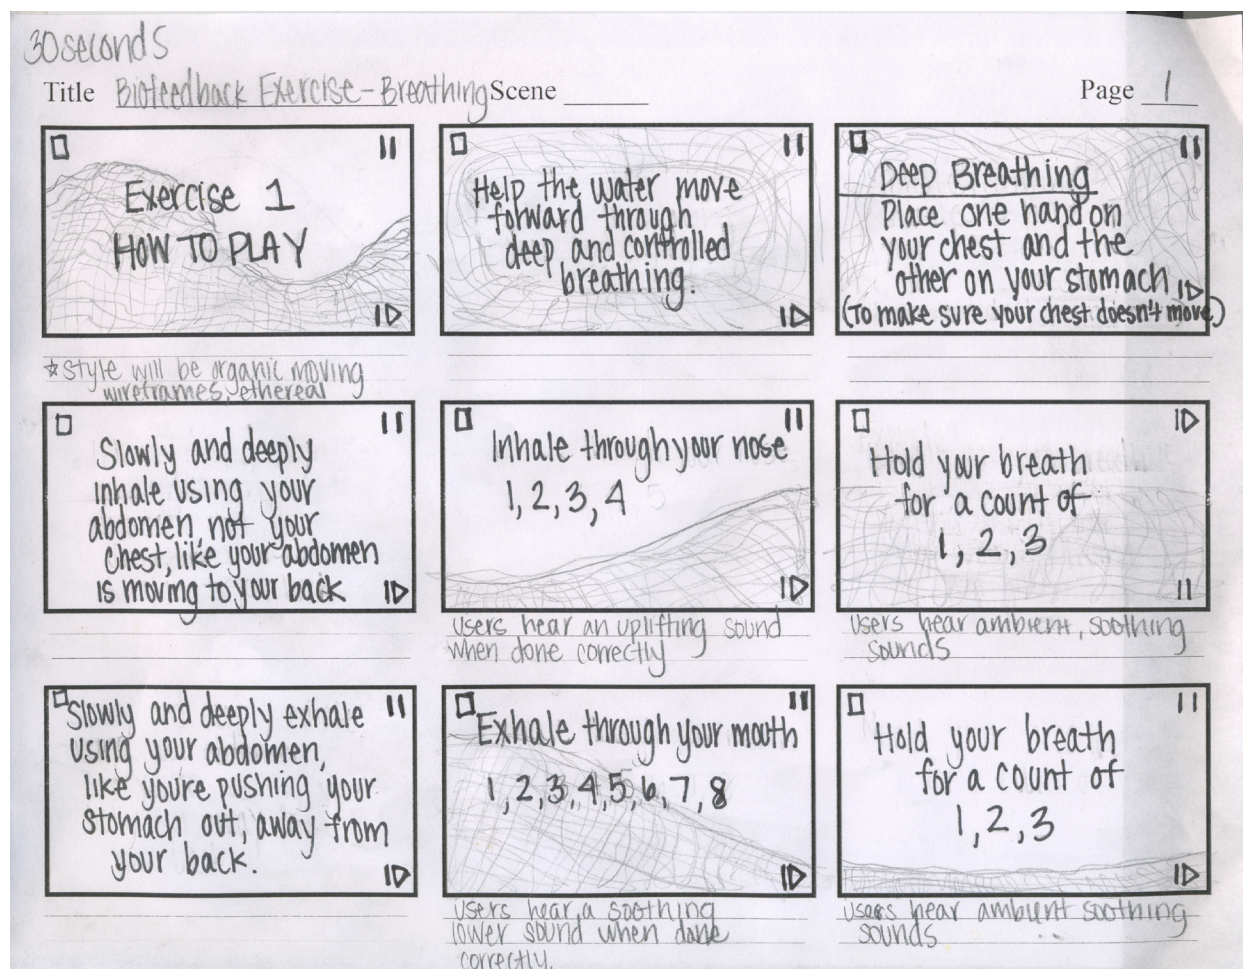 30 seconds
Title Biofeedback Exercise - Breathing Scene Page 1
Exercise 1
HOW TO PLAY
Help the water move
forward through
deep and controlled
breathing.
Deep Breathing
Place one hand on
your chest and the
other on your stomach
(To make sure your chest doesn't move)
*style will be organic moving
wireframes, ethereal
Slowly and deeply
inhale using your
abdomen, not your
chest, like your abdomen
is moving to your back
Inhale through your nose
1, 2, 3, 4
users hear an uplifting sound
when done correctly
Hold your breath
for a count of
1, 2, 3
users hear ambient, soothing
sounds
Slowly and deeply exhale
using your abdomen,
like you're pushing your
stomach out, away from
your back.
Exhale through your mouth
1, 2, 3, 4, 5, 6, 7, 8
users hear a soothing
lower sound when done
correctly.
Hold your breath
for a count of
1, 2, 3
users hear ambient soothing
sounds